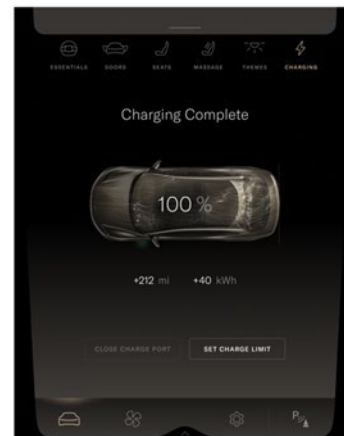 ESSENTIALS DOORS SEATS MASSAGE THEMES CHARGING
Charging Complete
100 %
+212 mi +40 kWh
CLOSE CHARGE PORT SET CHARGE LIMIT
P